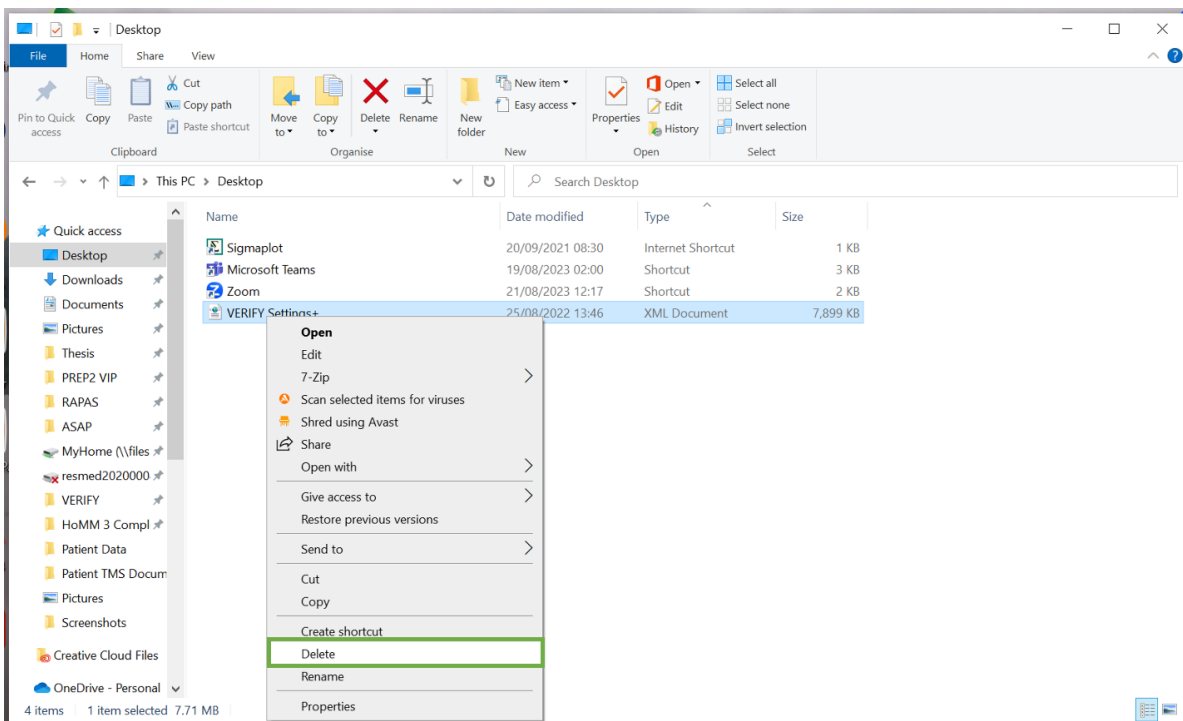 Desktop
File Home Share View
Pin to Quick access
Copy
Paste
Cut
Copy path
Paste shortcut
Clipboard
Move to
Copy to
Delete
Rename
Organise
New folder
New item
Easy access
New
Properties
Open
Edit
History
Open
Select all
Select none
Invert selection
Select
This PC > Desktop
Search Desktop
Name Date modified Type Size
Sigmaplot 20/09/2021 08:30 Internet Shortcut 1 KB
Microsoft Teams 19/08/2023 02:00 Shortcut 3 KB
Zoom 21/08/2023 12:17 Shortcut 2 KB
VERIFY Settings+ 25/08/2022 13:46 XML Document 7,899 KB
Quick access
Desktop
Downloads
Documents
Pictures
Thesis
PREP2 VIP
RAPAS
ASAP
MyHome (\\files
resmed2020000
VERIFY
HoMM 3 Compl
Patient Data
Patient TMS Docum
Pictures
Screenshots
Creative Cloud Files
OneDrive - Personal
Open
Edit
7-Zip
Scan selected items for viruses
Shred using Avast
Share
Open with
Give access to
Restore previous versions
Send to
Cut
Copy
Create shortcut
Delete
Rename
Properties
4 items 1 item selected 7.71 MB